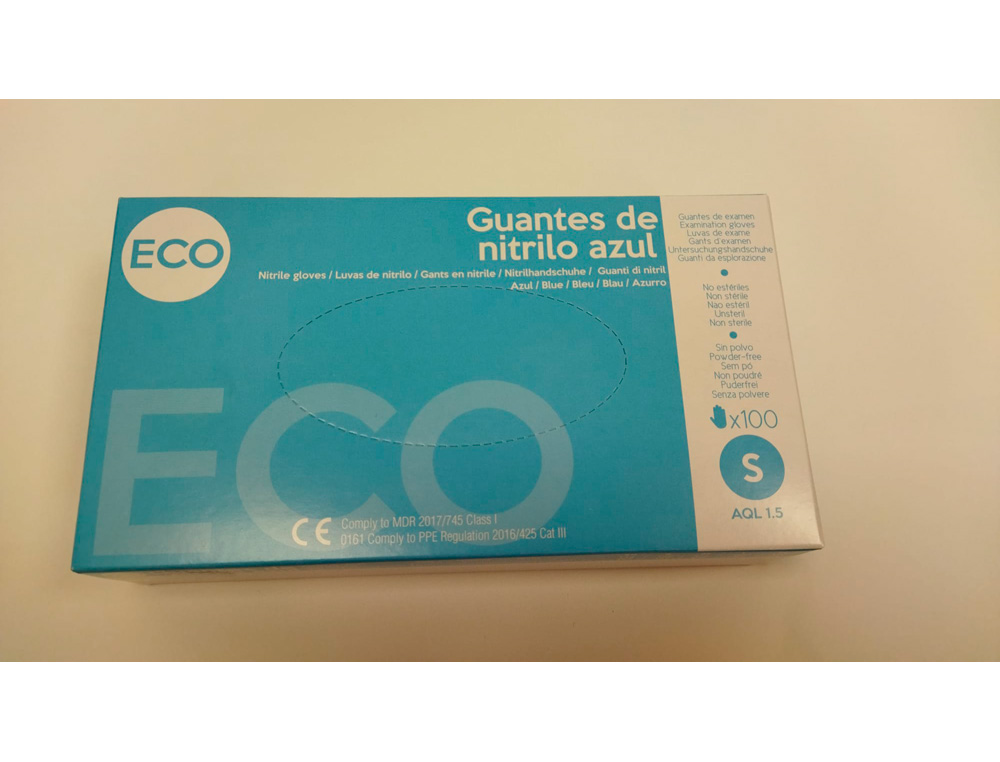 ECO
Guantes de
nitrilo azul
Nitrile gloves / Luvas de nitrilo / Gants en nitrile / Nitrilhandschuhe / Guanti di nitril
Azul / Blue / Bleu / Blau / Azurro
ECO
CE
Comply to MDR 2017/745 Class I
0161 Comply to PPE Regulation 2016/425 Cat III
Guantes de examen
Examination gloves
Luvas de exame
Gants d'examen
Untersuchungshandschuhe
Guanti da esplorazione
No estériles
Non stérile
Nao estéril
Unsteril
Non sterile
Sin polvo
Powder-free
Sem pó
Non poudré
Puderfrei
Senza polvere
x100
S
AQL 1.5